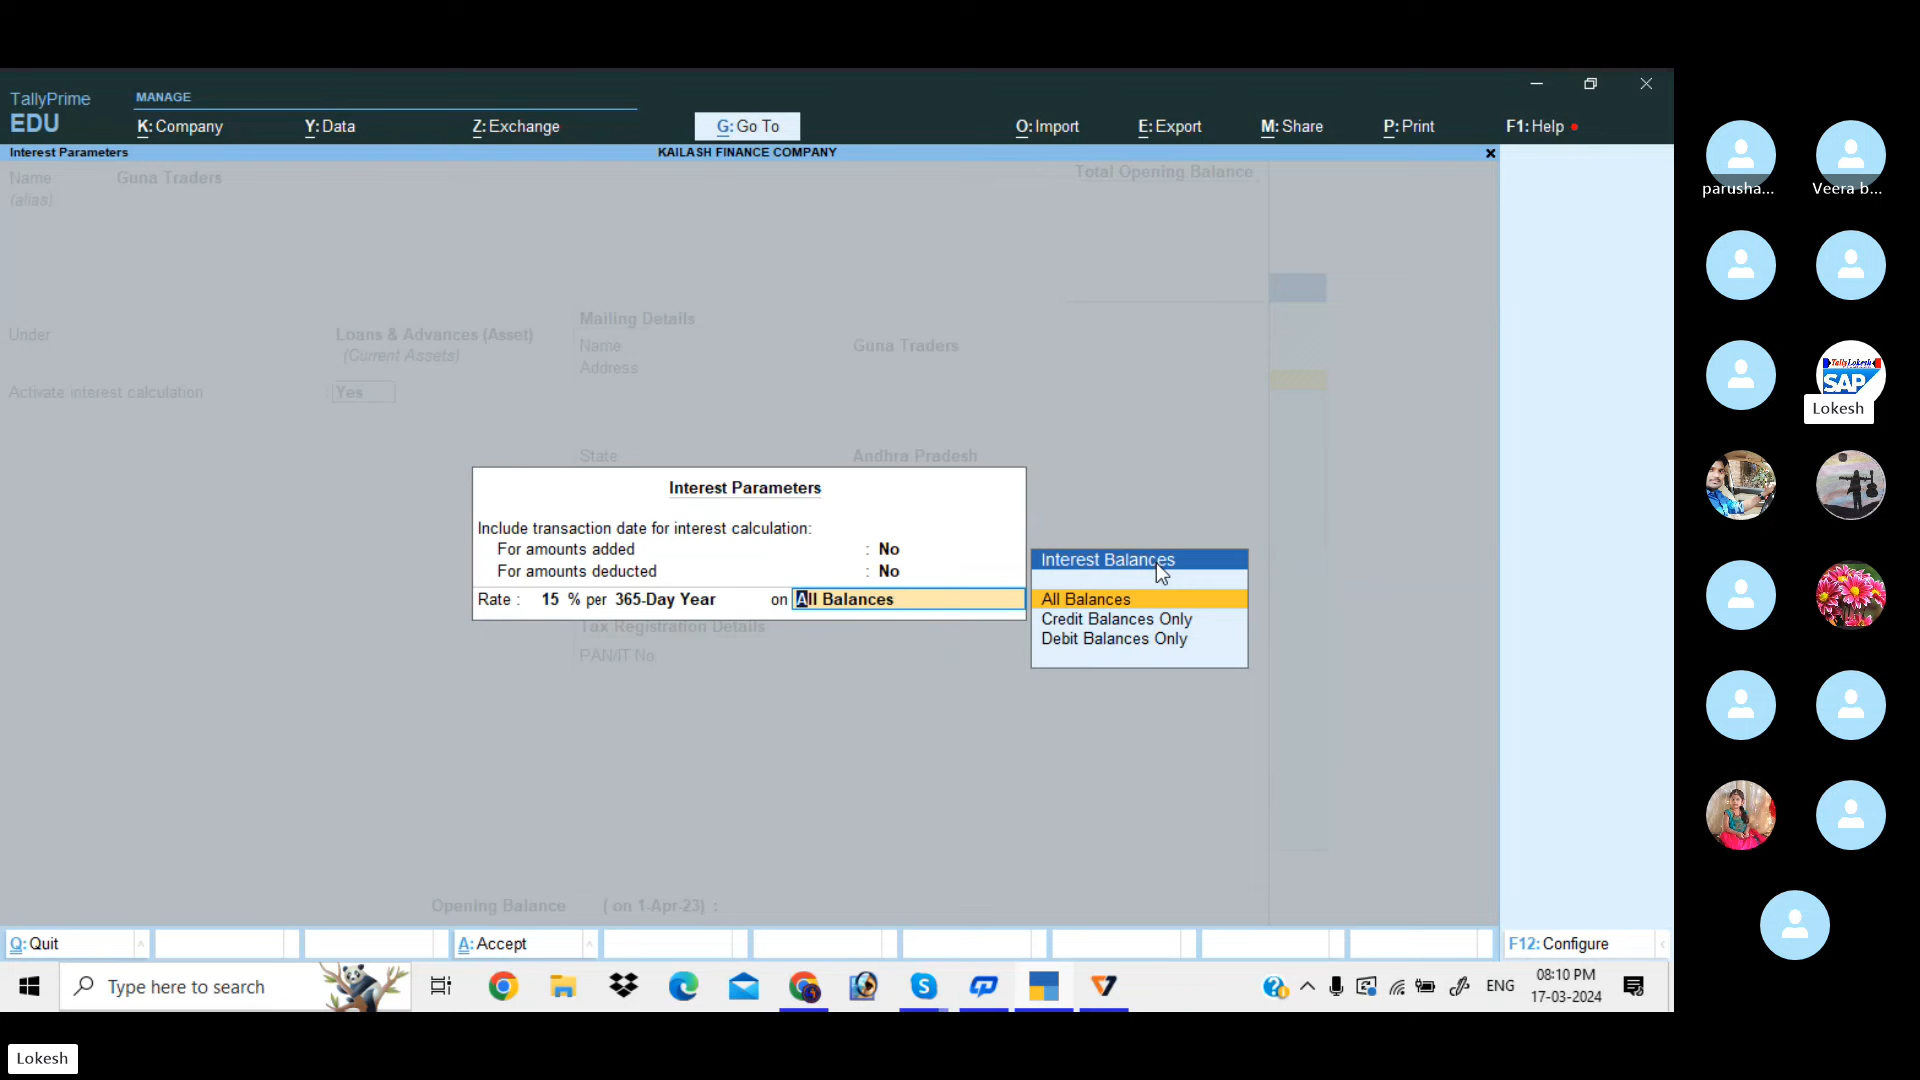 TallyPrime
EDU
MANAGE
K: Company
Y: Data
Z: Exchange
G: Go To
O: Import
E: Export
M: Share
P: Print
F1: Help
Interest Parameters
KAILASH FINANCE COMPANY
Name
Guna Traders
(alias)
Total Opening Balance
Under
Loans & Advances (Asset)
(Current Assets)
Activate interest calculation
Yes
Mailing Details
Name
Guna Traders
Address
State
Andhra Pradesh
Interest Parameters
Include transaction date for interest calculation:
For amounts added : No
For amounts deducted : No
Rate : 15 % per 365-Day Year on All Balances
Interest Balances
All Balances
Credit Balances Only
Debit Balances Only
Tax Registration Details
PAN/IT No
Opening Balance ( on 1-Apr-23) :
Q: Quit
A: Accept
F12: Configure
Type here to search
ENG
08:10 PM
17-03-2024
parusha...
Veera b...
TallyLokesh
SAP
Lokesh
Lokesh